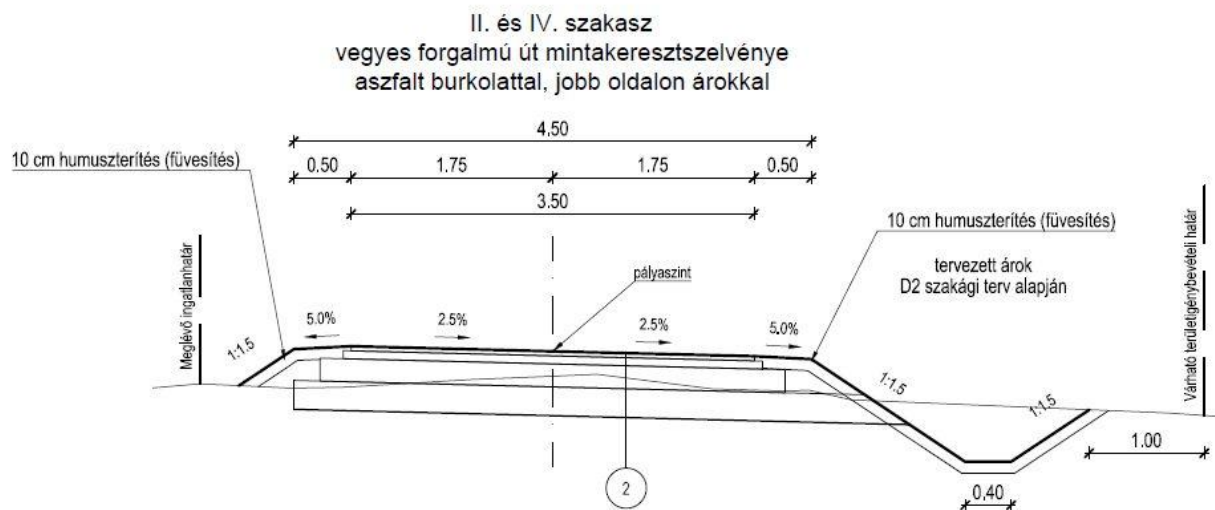 II. és IV. szakasz
vegyes forgalmú út mintakeresztszelvénye
aszfalt burkolattal, jobb oldalon árokkal
4,50
10 cm humuszterítés (füvesítés)
0.50
1.75
1.75
0.50
3.50
10 cm humuszterítés (füvesítés)
tervezett árok
D2 szakági terv alapján
Meglévő ingatlanhatár
Várható területigénybevételi határ
pályaszint
5.0%
2.5%
2.5%
5.0%
1:1.5
1:1.5
1:1.5
1.00
2
0,40